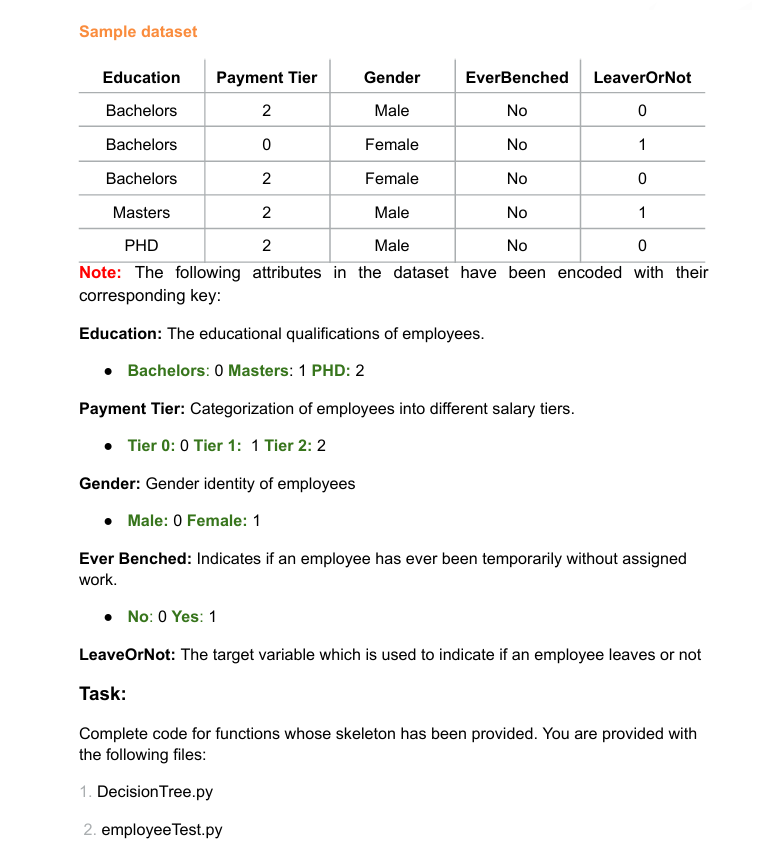 Sample dataset
Education Payment Tier Gender EverBenched LeaverOrNot
Bachelors 2 Male No 0
Bachelors 0 Female No 1
Bachelors 2 Female No 0
Masters 2 Male No 1
PHD 2 Male No 0
Note: The following attributes in the dataset have been encoded with their
corresponding key:
Education: The educational qualifications of employees.
● Bachelors: 0 Masters: 1 PHD: 2
Payment Tier: Categorization of employees into different salary tiers.
● Tier 0: 0 Tier 1: 1 Tier 2: 2
Gender: Gender identity of employees
● Male: 0 Female: 1
Ever Benched: Indicates if an employee has ever been temporarily without assigned
work.
● No: 0 Yes: 1
LeaveOrNot: The target variable which is used to indicate if an employee leaves or not
Task:
Complete code for functions whose skeleton has been provided. You are provided with
the following files:
1. DecisionTree.py
2. employeeTest.py